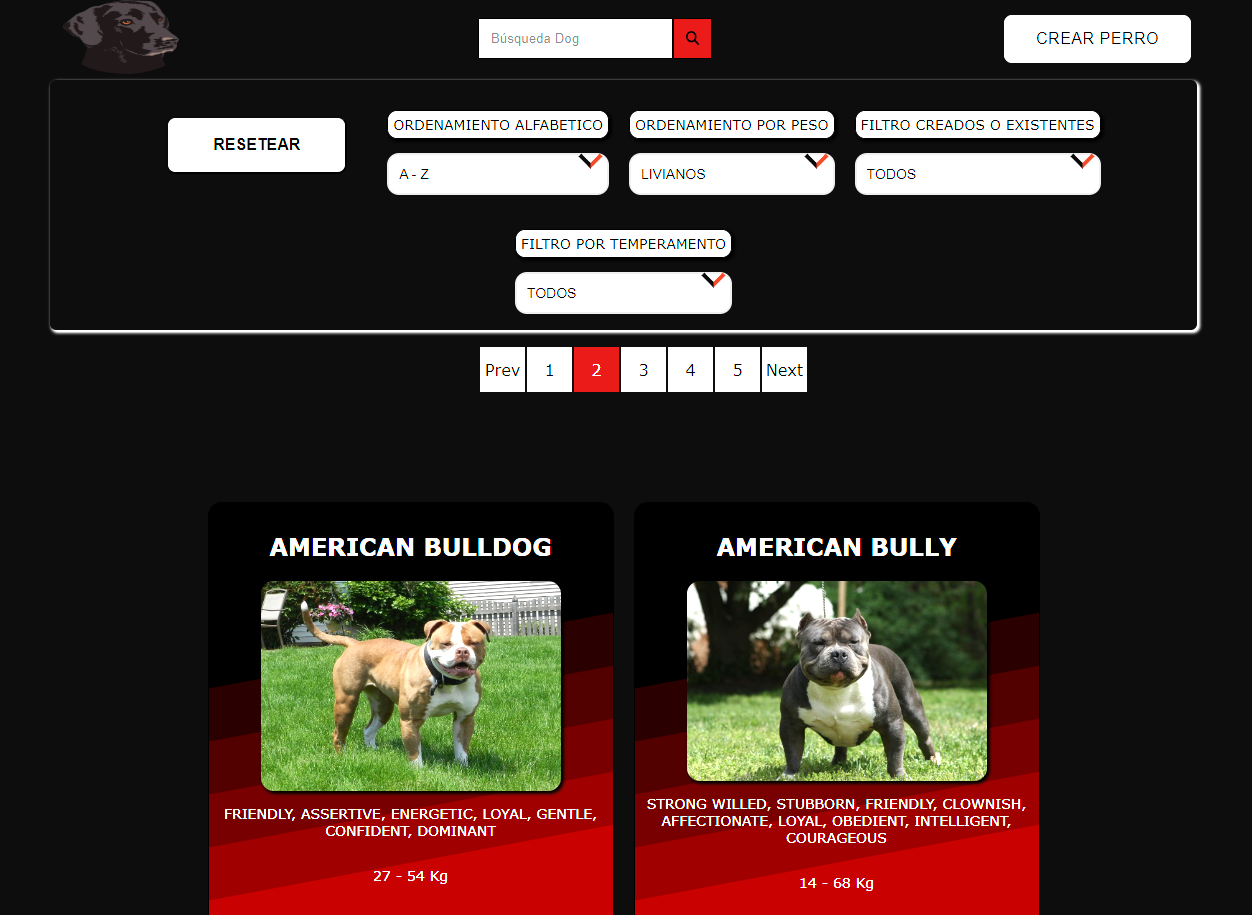 Búsqueda Dog
CREAR PERRO
RESETEAR
ORDENAMIENTO ALFABETICO
A - Z
ORDENAMIENTO POR PESO
LIVIANOS
FILTRO CREADOS O EXISTENTES
TODOS
FILTRO POR TEMPERAMENTO
TODOS
Prev 1 2 3 4 5 Next
AMERICAN BULLDOG
FRIENDLY, ASSERTIVE, ENERGETIC, LOYAL, GENTLE,
CONFIDENT, DOMINANT
27 - 54 Kg
AMERICAN BULLY
STRONG WILLED, STUBBORN, FRIENDLY, CLOWNISH,
AFFECTIONATE, LOYAL, OBEDIENT, INTELLIGENT,
COURAGEOUS
14 - 68 Kg